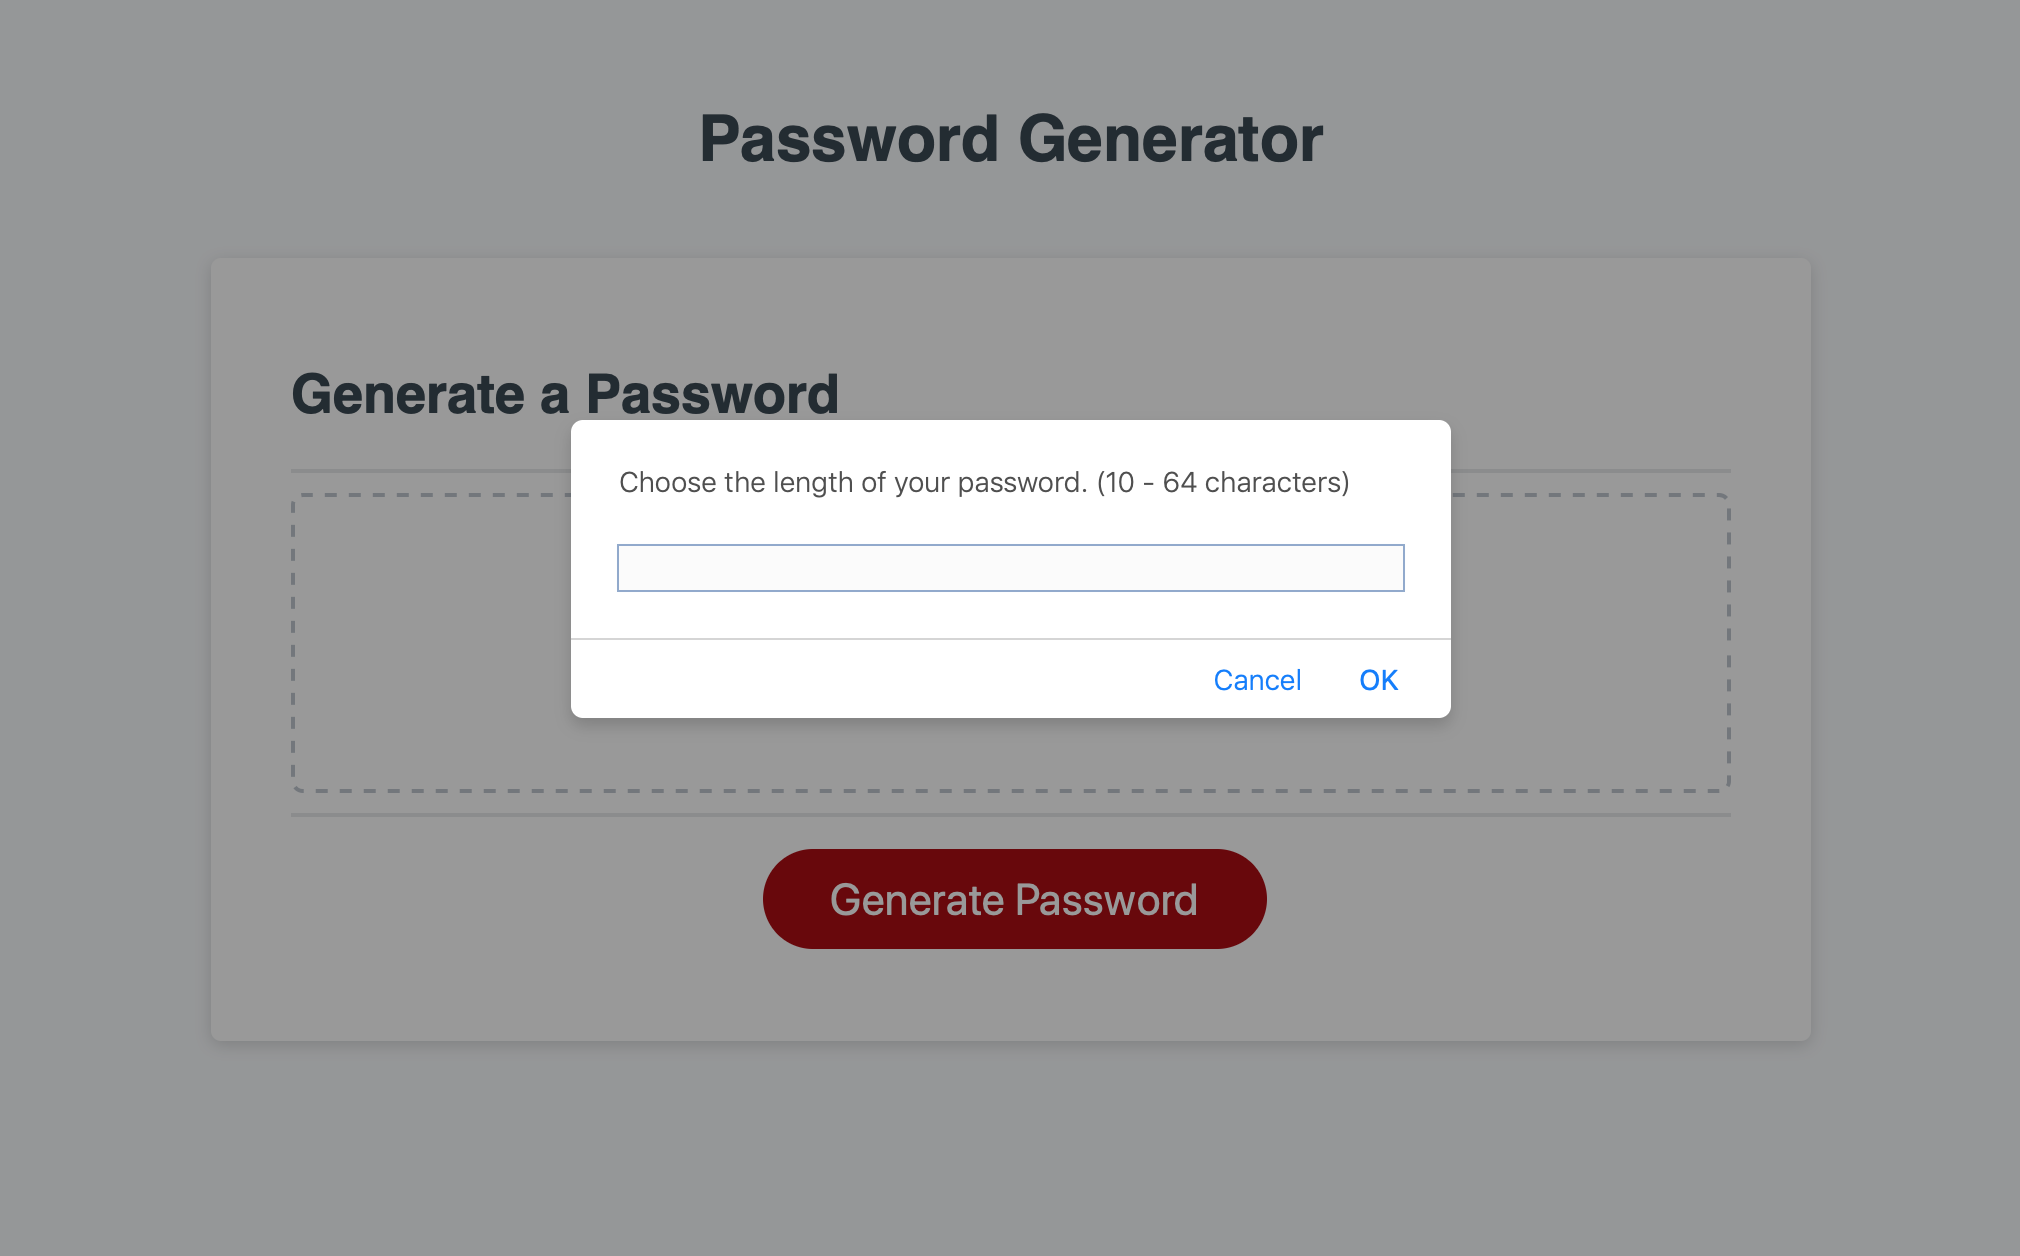 Password Generator
Generate a Password
Choose the length of your password. (10 - 64 characters)
Cancel OK
Generate Password